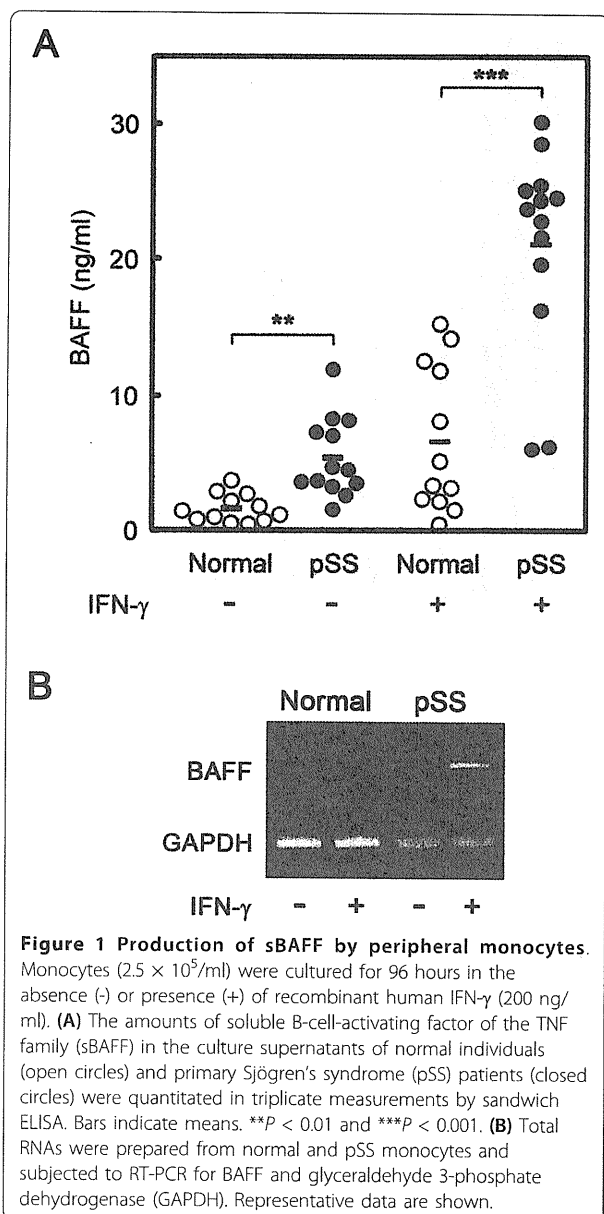 A
BAFF (ng/ml)
30
20
10
0
**
***
Normal pSS Normal pSS
IFN-γ - - + +
B
Normal pSS
BAFF
GAPDH
IFN-γ - + - +
Figure 1 Production of sBAFF by peripheral monocytes.
Monocytes (2.5 × 10⁵/ml) were cultured for 96 hours in the
absence (-) or presence (+) of recombinant human IFN-γ (200 ng/
ml). (A) The amounts of soluble B-cell-activating factor of the TNF
family (sBAFF) in the culture supernatants of normal individuals
(open circles) and primary Sjögren's syndrome (pSS) patients (closed
circles) were quantitated in triplicate measurements by sandwich
ELISA. Bars indicate means. **P < 0.01 and ***P < 0.001. (B) Total
RNAs were prepared from normal and pSS monocytes and
subjected to RT-PCR for BAFF and glyceraldehyde 3-phosphate
dehydrogenase (GAPDH). Representative data are shown.